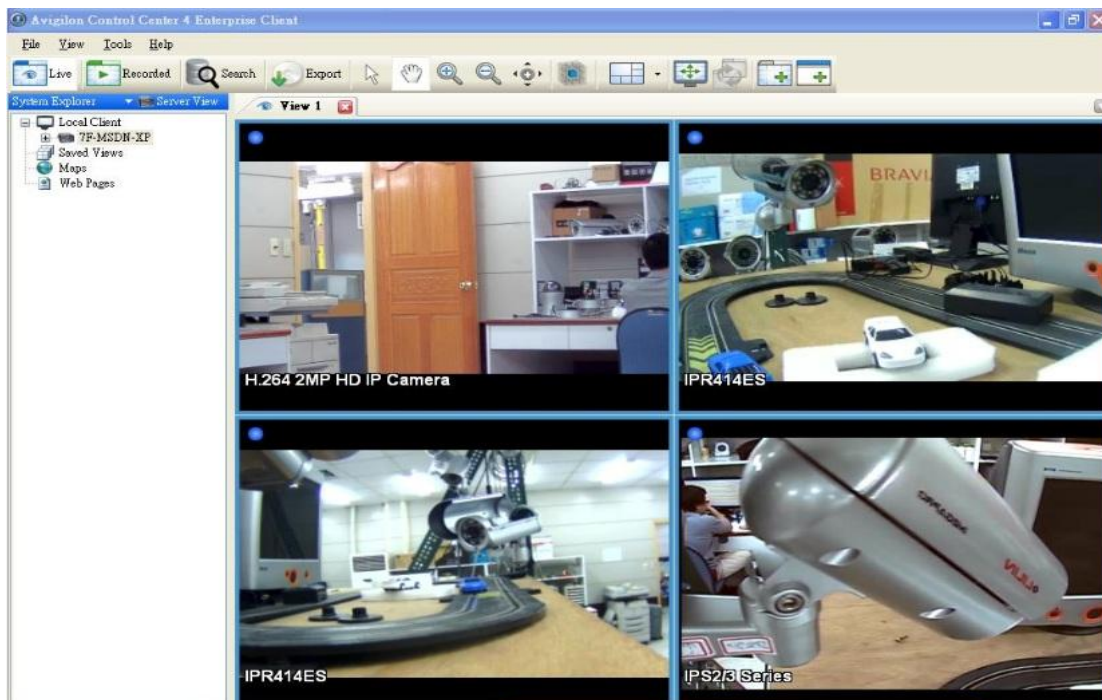 Avigilon Control Center 4 Enterprise Client
File View Tools Help
Live Recorded Search Export
System Explorer Server View
View 1
Local Client
7F-MSDN-XP
Saved Views
Maps
Web Pages
H.264 2MP HD IP Camera
BRAVIA
IPR414ES
IPR414ES
IPS2/3 Series